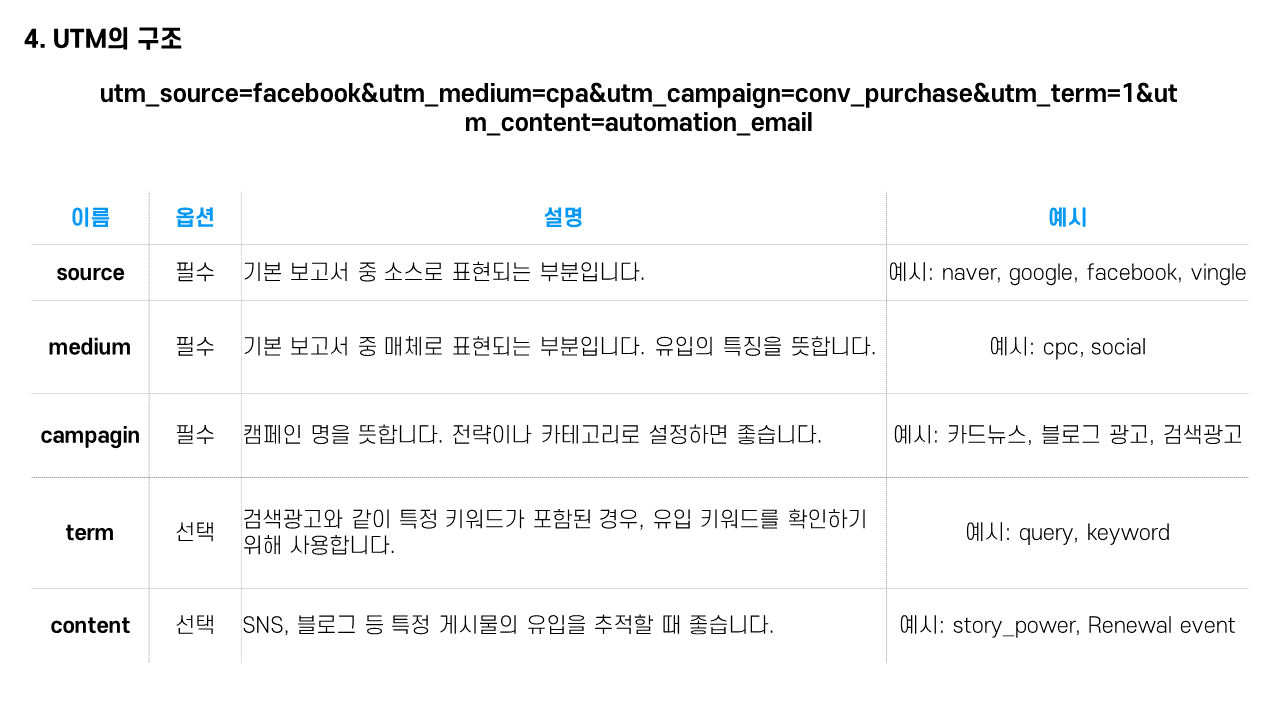 4. UTM의 구조
utm_source=facebook&utm_medium=cpa&utm_campaign=conv_purchase&utm_term=1&ut
m_content=automation_email
이름 옵션 설명 예시
source 필수 기본 보고서 중 소스로 표현되는 부분입니다. 예시: naver, google, facebook, vingle
medium 필수 기본 보고서 중 매체로 표현되는 부분입니다. 유입의 특징을 뜻합니다. 예시: cpc, social
campagin 필수 캠페인 명을 뜻합니다. 전략이나 카테고리로 설정하면 좋습니다. 예시: 카드뉴스, 블로그 광고, 검색광고
term 선택 검색광고와 같이 특정 키워드가 포함된 경우, 유입 키워드를 확인하기
위해 사용합니다. 예시: query, keyword
content 선택 SNS, 블로그 등 특정 게시물의 유입을 추적할 때 좋습니다. 예시: story_power, Renewal event